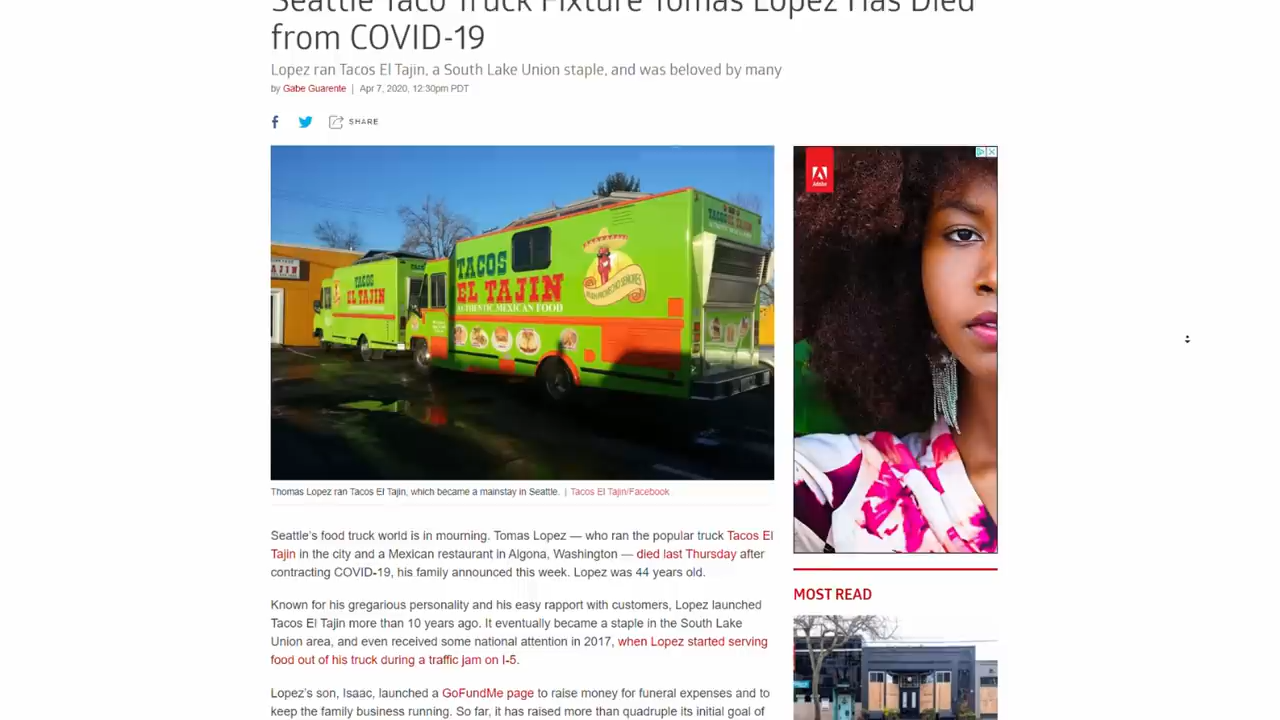 Seattle Taco Truck Fixture Tomas Lopez Has Died
from COVID-19
Lopez ran Tacos El Tajin, a South Lake Union staple, and was beloved by many
by Gabe Guarente | Apr 7, 2020, 12:30pm PDT
SHARE
Adobe
TACOS
EL TAJIN
AUTHENTIC MEXICAN FOOD
TACOS
EL TAJIN
TACOS EL TAJIN
Thomas Lopez ran Tacos El Tajin, which became a mainstay in Seattle. | Tacos El Tajin/Facebook
Seattle's food truck world is in mourning. Tomas Lopez — who ran the popular truck Tacos El
Tajin in the city and a Mexican restaurant in Algona, Washington — died last Thursday after
contracting COVID-19, his family announced this week. Lopez was 44 years old.
Known for his gregarious personality and his easy rapport with customers, Lopez launched
Tacos El Tajin more than 10 years ago. It eventually became a staple in the South Lake
Union area, and even received some national attention in 2017, when Lopez started serving
food out of his truck during a traffic jam on I-5.
Lopez's son, Isaac, launched a GoFundMe page to raise money for funeral expenses and to
keep the family business running. So far, it has raised more than quadruple its initial goal of
MOST READ